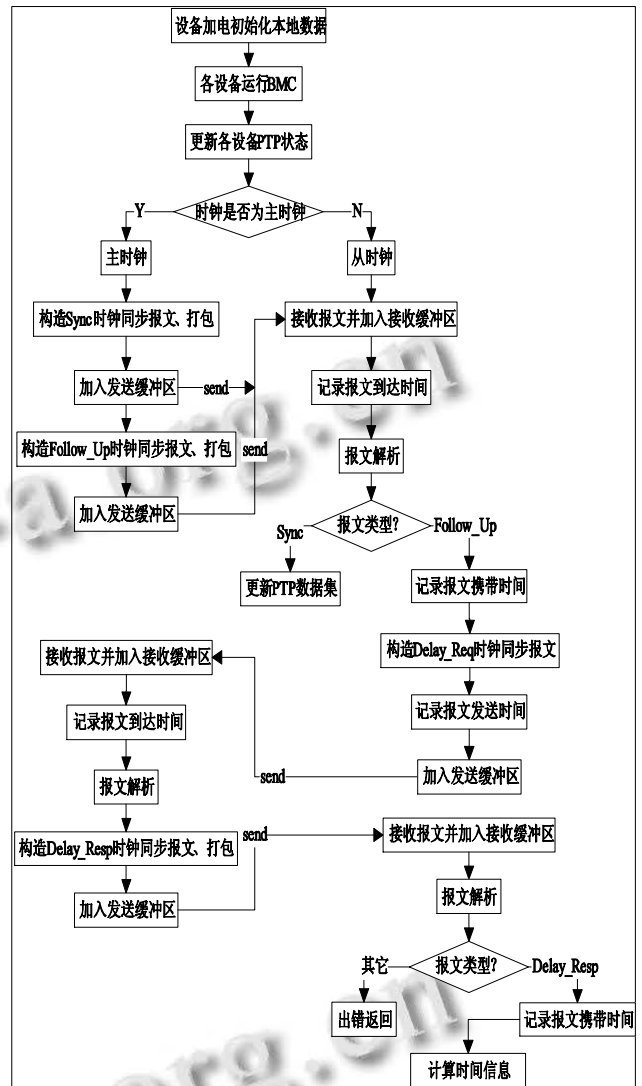 设备加电初始化本地数据
各设备运行BMC
更新各设备PTP状态
时钟是否为主时钟
Y
N
主时钟
从时钟
构造Sync时钟同步报文、打包
接收报文并加入接收缓冲区
加入发送缓冲区
send
记录报文到达时间
构造Follow_Up时钟同步报文、打包
send
报文解析
加入发送缓冲区
报文类型?
Sync
Follow_Up
更新PTP数据集
记录报文携带时间
构造Delay_Req时钟同步报文
接收报文并加入接收缓冲区
记录报文到达时间
记录报文发送时间
报文解析
send
加入发送缓冲区
构造Delay_Resp时钟同步报文、打包
send
接收报文并加入接收缓冲区
加入发送缓冲区
报文解析
报文类型?
其它
Delay_Resp
出错返回
记录报文携带时间
计算时间信息